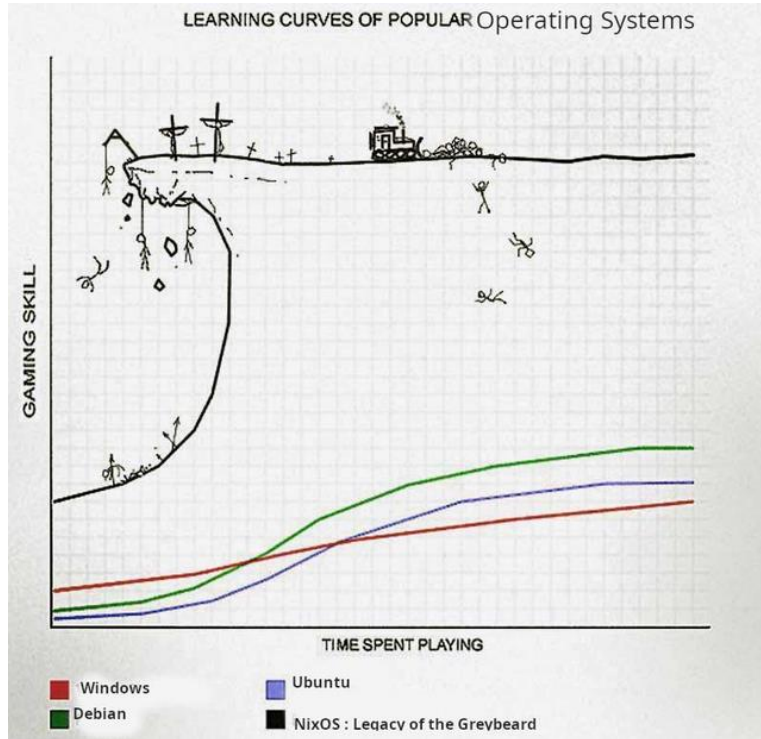 LEARNING CURVES OF POPULAR Operating Systems
GAMING SKILL
TIME SPENT PLAYING
Windows
Ubuntu
Debian
NixOS : Legacy of the Greybeard